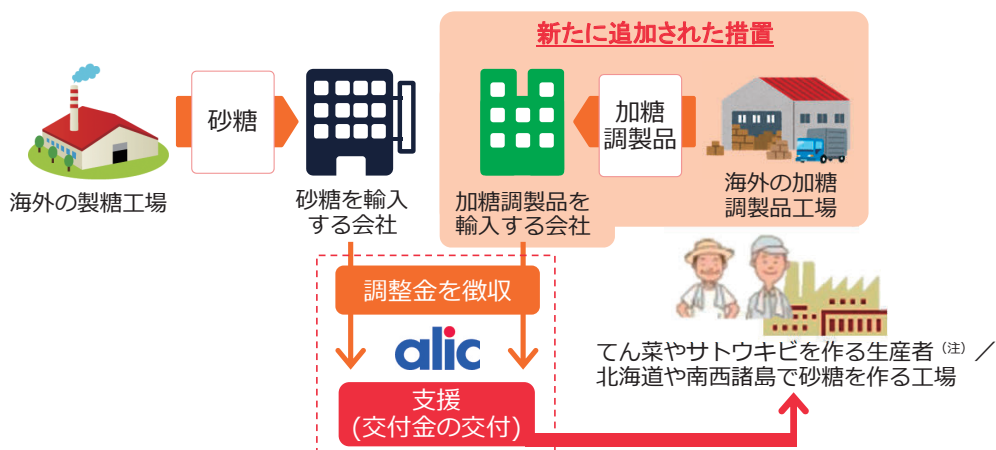 新たに追加された措置
砂糖
加糖
調製品
海外の製糖工場
砂糖を輸入
する会社
加糖調製品を
輸入する会社
海外の加糖
調製品工場
調整金を徴収
alic
てん菜やサトウキビを作る生産者（注）／
北海道や南西諸島で砂糖を作る工場
支援
(交付金の交付)